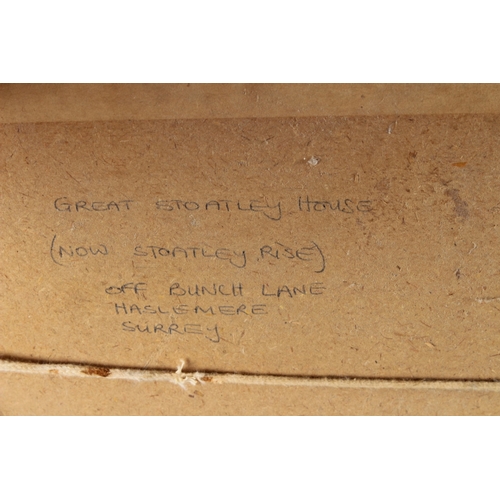 GREAT STOATLEY HOUSE
(NOW STOATLEY RISE)
OFF BUNCH LANE
HASLEMERE
SURREY